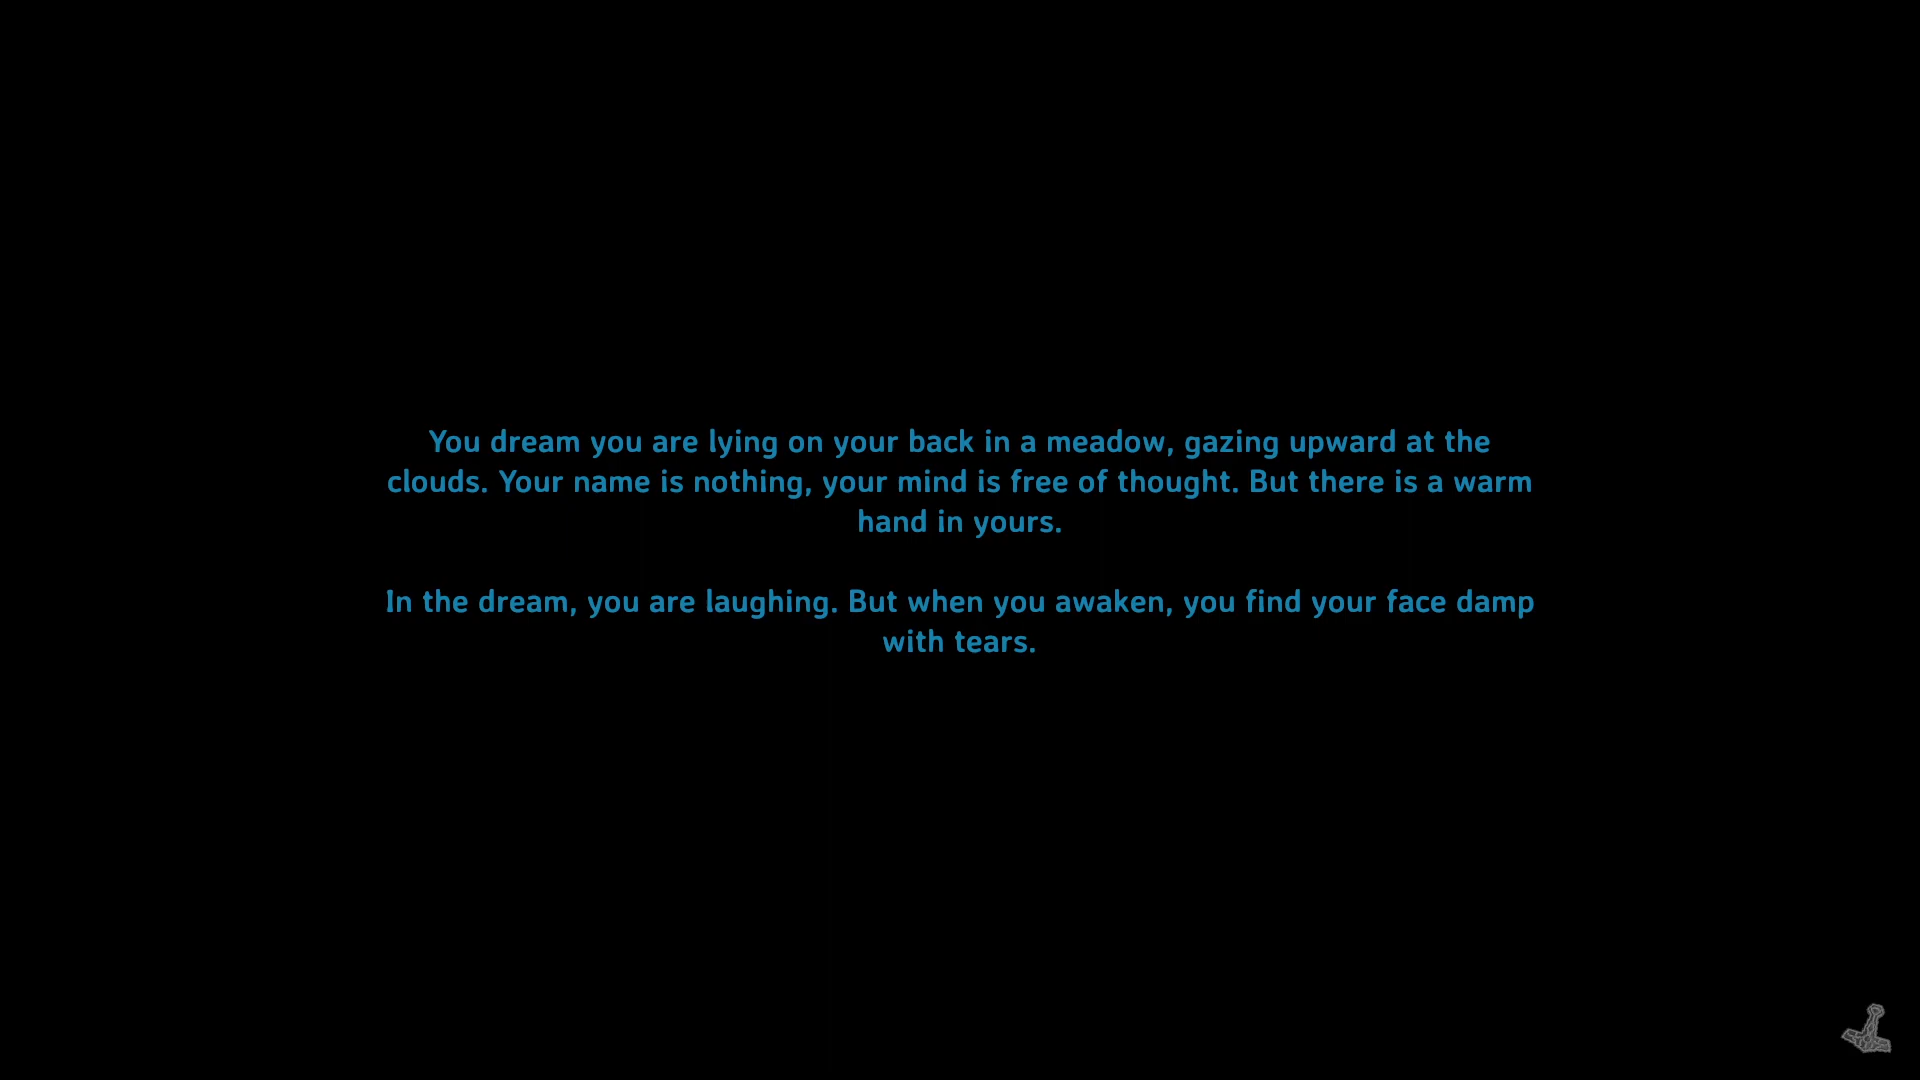 You dream you are lying on your back in a meadow, gazing upward at the
clouds. Your name is nothing, your mind is free of thought. But there is a warm
hand in yours.
In the dream, you are laughing. But when you awaken, you find your face damp
with tears.